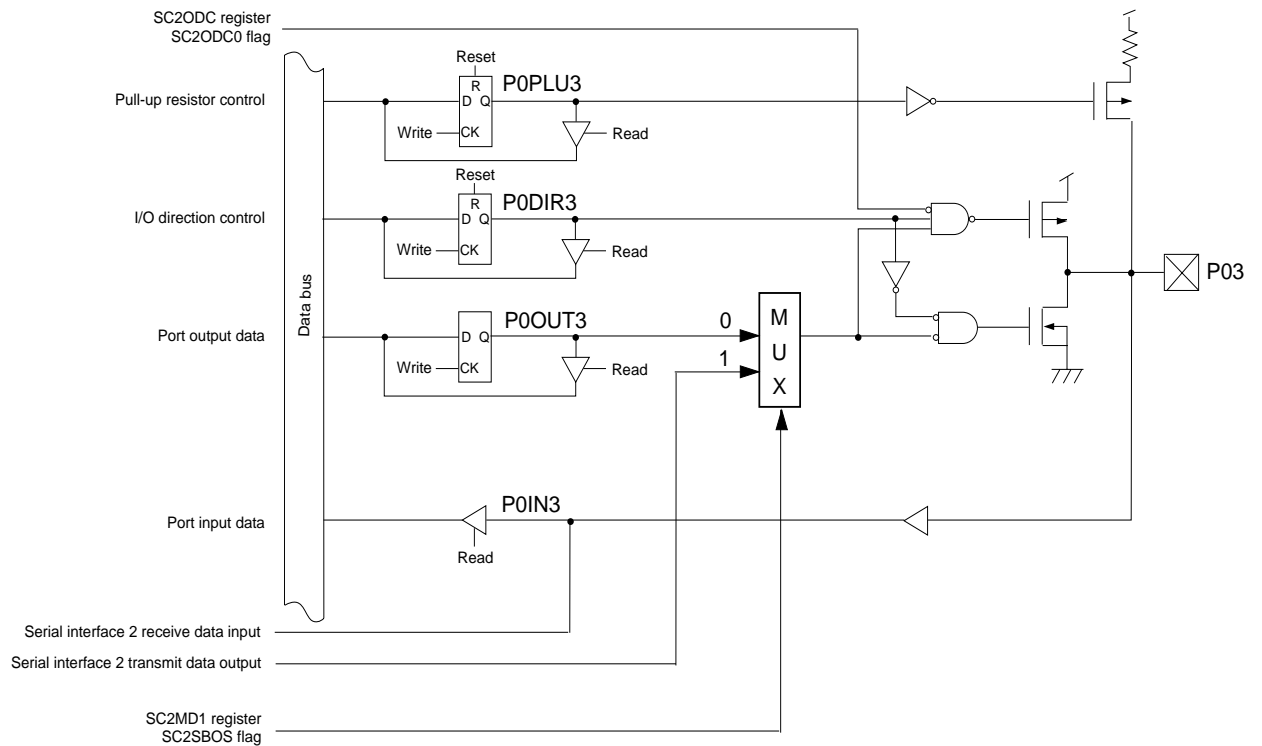 SC2ODC register
SC2ODC0 flag
Reset
Pull-up resistor control
R
P0PLU3
D Q
Write
CK
Read
Reset
I/O direction control
R
P0DIR3
D Q
Write
CK
Read
P03
Data bus
Port output data
P0OUT3
D Q
Write
CK
Read
0
1
M
U
X
Port input data
P0IN3
Read
Serial interface 2 receive data input
Serial interface 2 transmit data output
SC2MD1 register
SC2SBOS flag